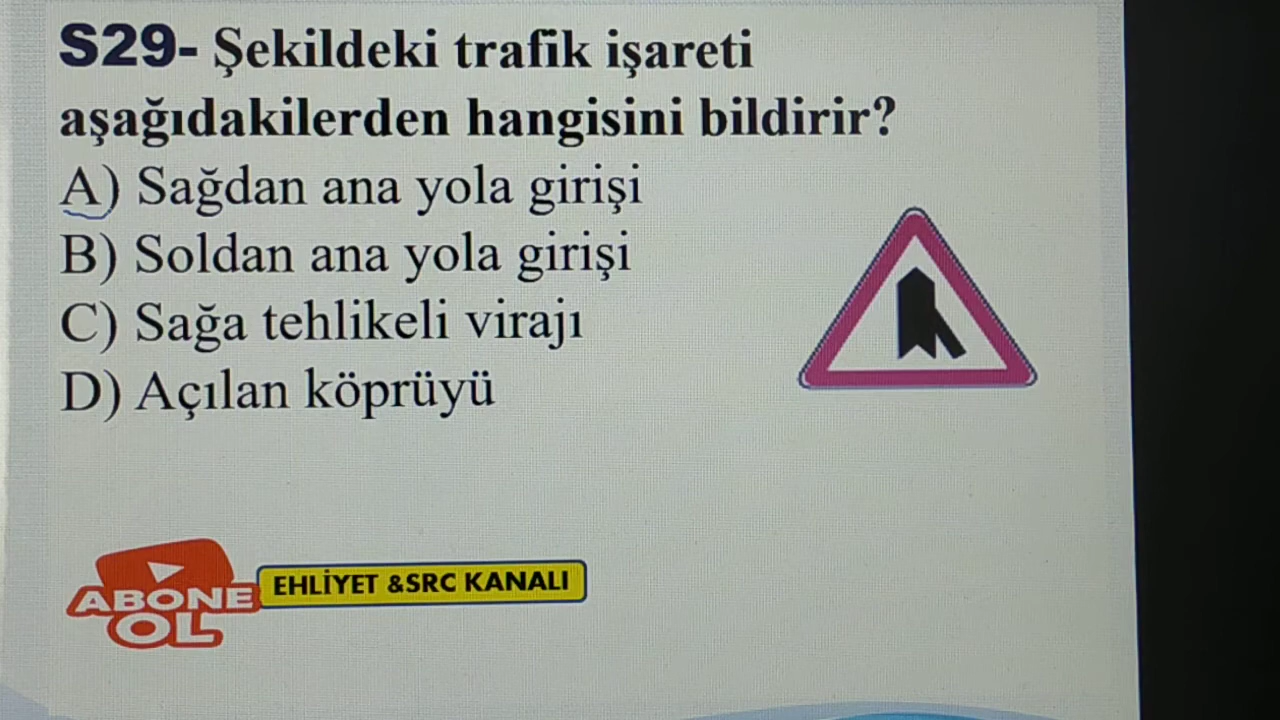 S29- Şekildeki trafik işareti
aşağıdakilerden hangisini bildirir?
A) Sağdan ana yola girişi
B) Soldan ana yola girişi
C) Sağa tehlikeli virajı
D) Açılan köprüyü
ABONE
OL
EHLİYET &SRC KANALI